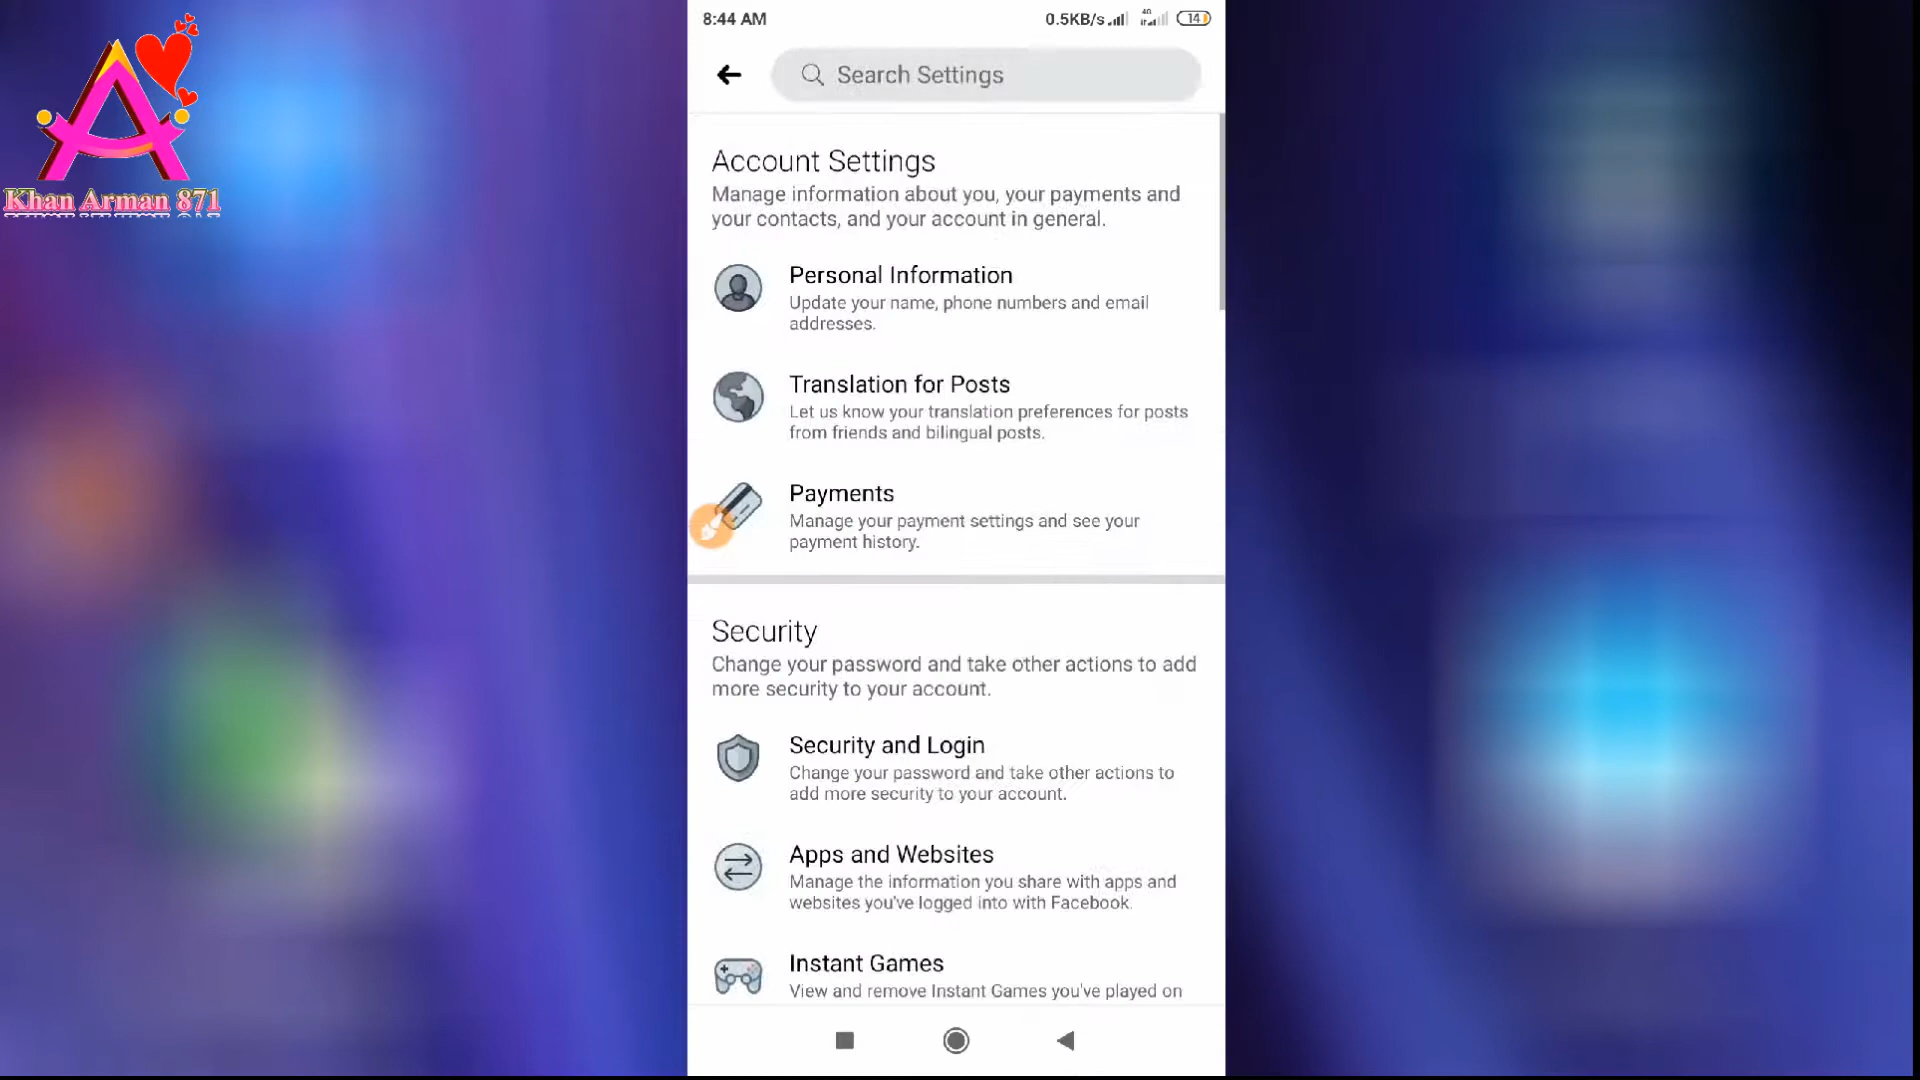 8:44 AM
0.5KB/s
4G
14
Search Settings
Khan Arman 871
Account Settings
Manage information about you, your payments and
your contacts, and your account in general.
Personal Information
Update your name, phone numbers and email
addresses.
Translation for Posts
Let us know your translation preferences for posts
from friends and bilingual posts.
Payments
Manage your payment settings and see your
payment history.
Security
Change your password and take other actions to add
more security to your account.
Security and Login
Change your password and take other actions to
add more security to your account.
Apps and Websites
Manage the information you share with apps and
websites you've logged into with Facebook.
Instant Games
View and remove Instant Games you've played on